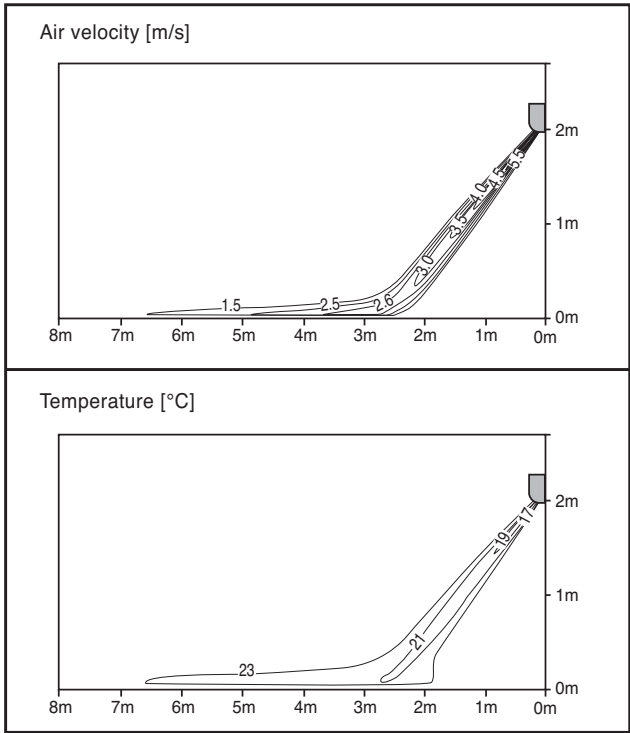 Air velocity [m/s]
2m
5.5
4.5
4.0
<3.5
1m
<3.0
1.5
2.5
2.6
0m
8m 7m 6m 5m 4m 3m 2m 1m 0m
Temperature [°C]
2m
17
<19
1m
21
23
0m
8m 7m 6m 5m 4m 3m 2m 1m 0m